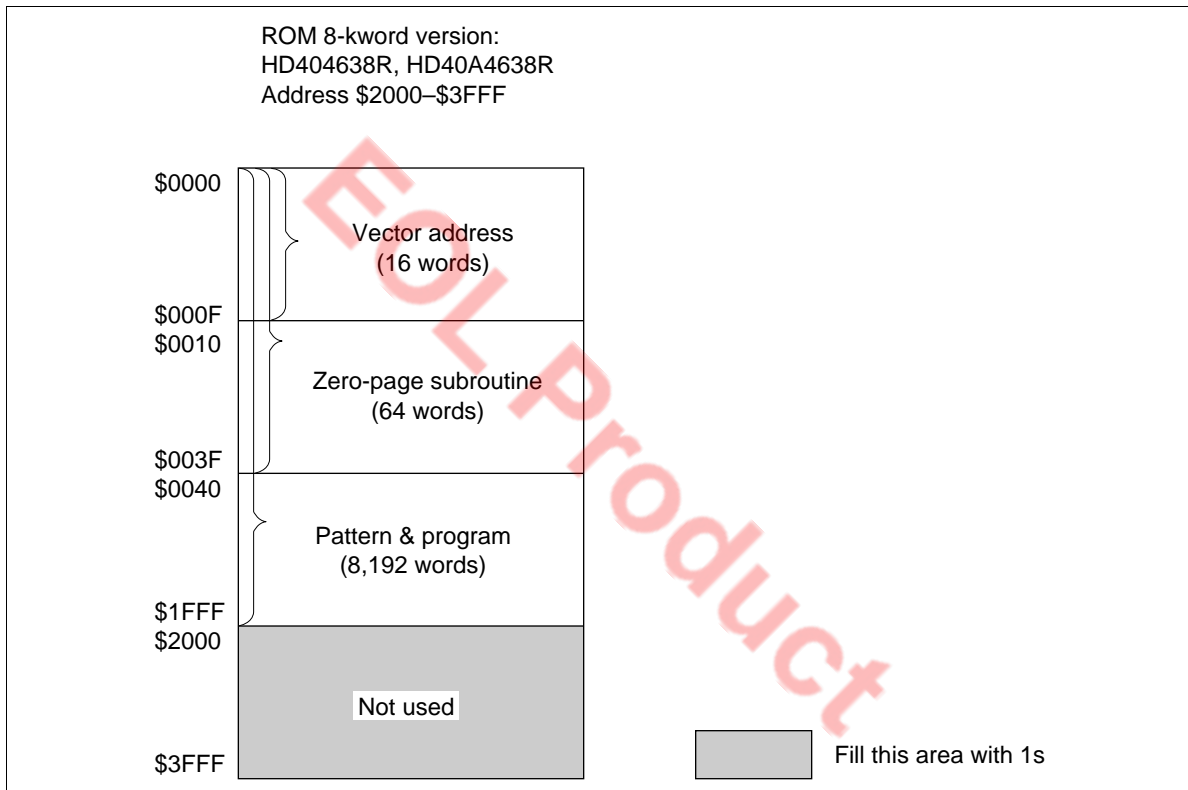 ROM 8-kword version:
HD404638R, HD40A4638R
Address $2000–$3FFF
$0000
Vector address
(16 words)
$000F
$0010
Zero-page subroutine
(64 words)
$003F
$0040
Pattern & program
(8,192 words)
$1FFF
$2000
Not used
$3FFF
Fill this area with 1s
EOL Product